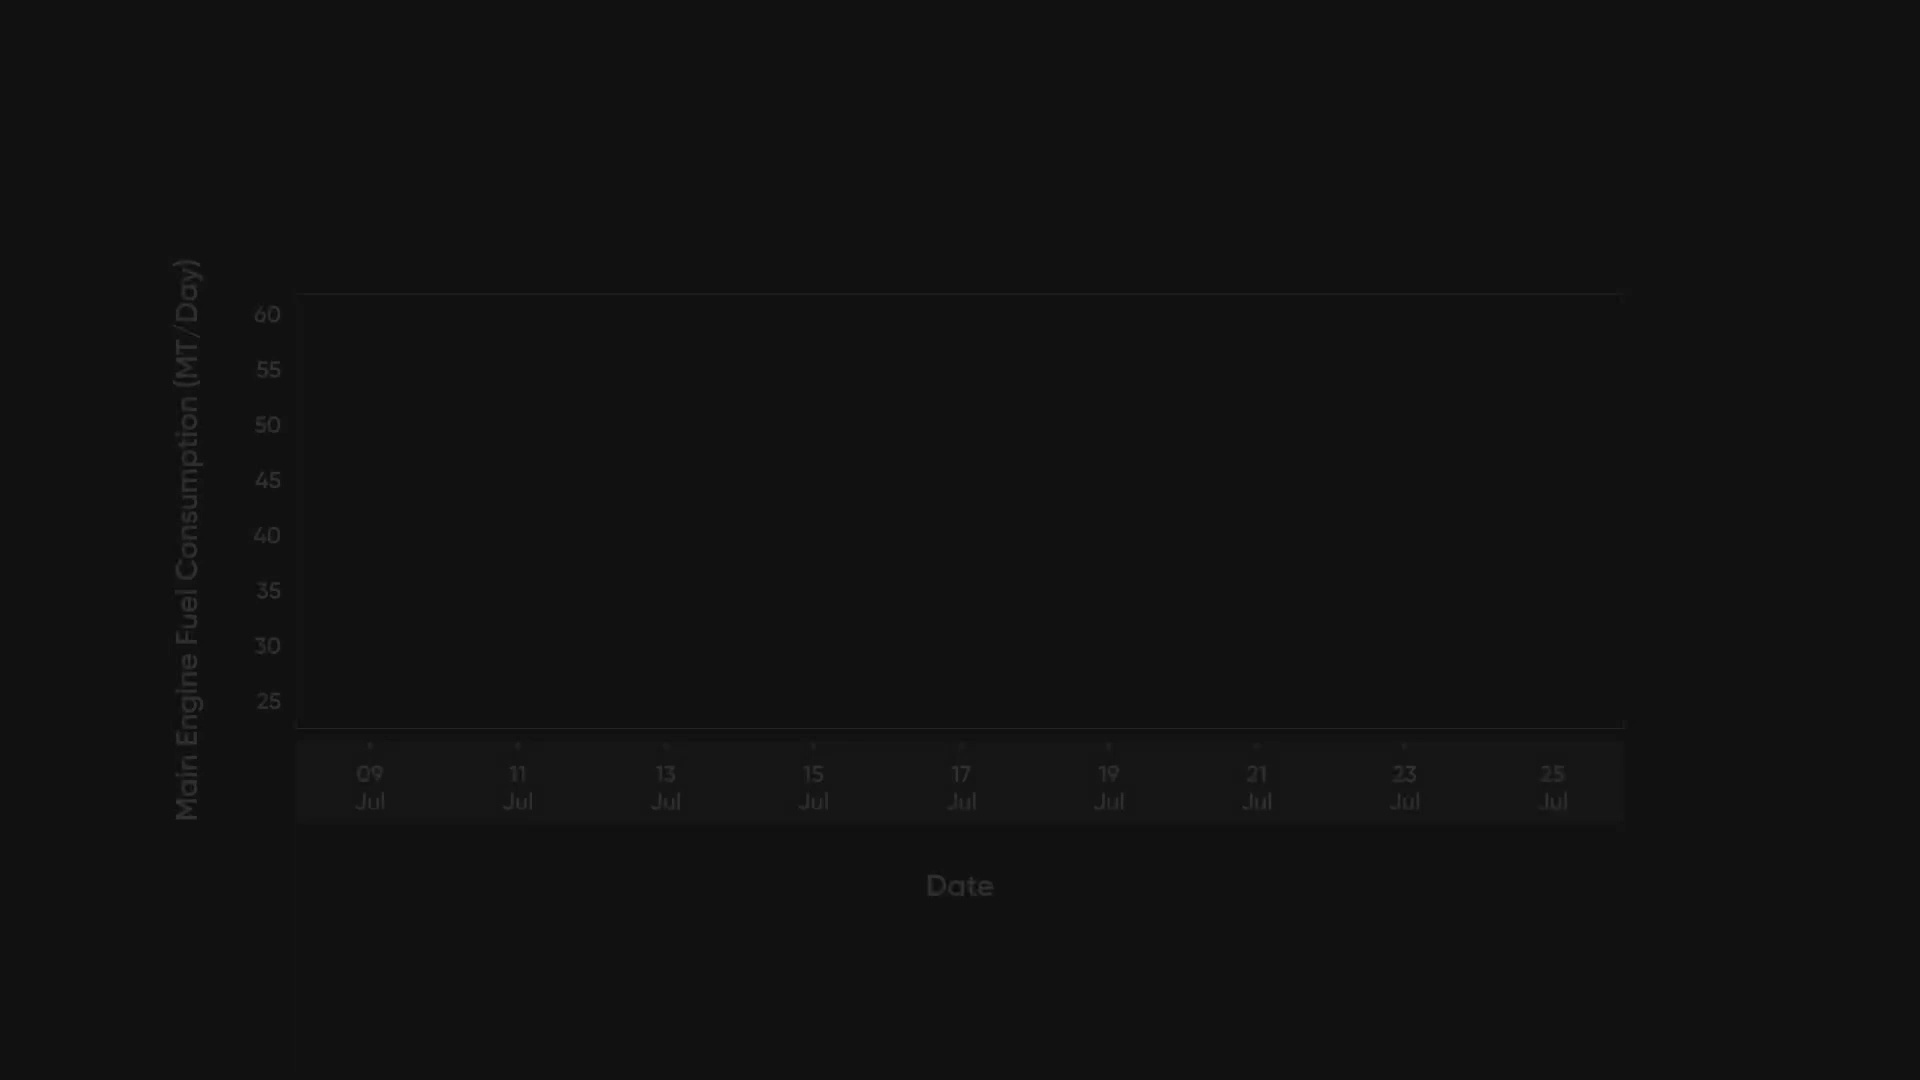 Main Engine Fuel Consumption (MT/Day)
60
55
50
45
40
35
30
25
09 11 13 15 17 19 21 23 25
Jul Jul Jul Jul Jul Jul Jul Jul Jul
Date